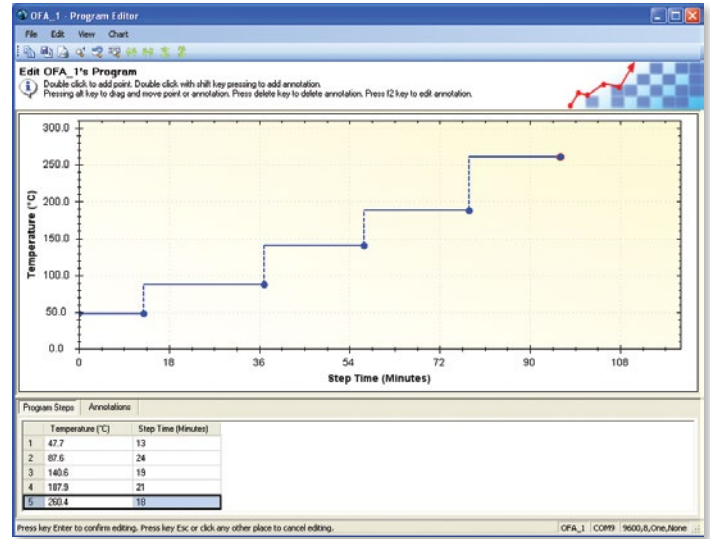 OFA_1 - Program Editor
File Edit View Chart
Edit OFA_1's Program
Double click to add point. Double click with shift key pressing to add annotation.
Pressing alt key to drag and move point or annotation. Press delete key to delete annotation. Press f2 key to edit annotation.
300.0
250.0
200.0
150.0
100.0
50.0
0.0
Temperature (°C)
0 18 36 54 72 90 108
Step Time (Minutes)
Program Steps Annotations
Temperature (°C) Step Time (Minutes)
1 47.7 13
2 87.6 24
3 140.6 19
4 187.9 21
5 260.4 18
Press key Enter to confirm editing. Press key Esc or click any other place to cancel editing. OFA_1 COM9 9600,8,One,None